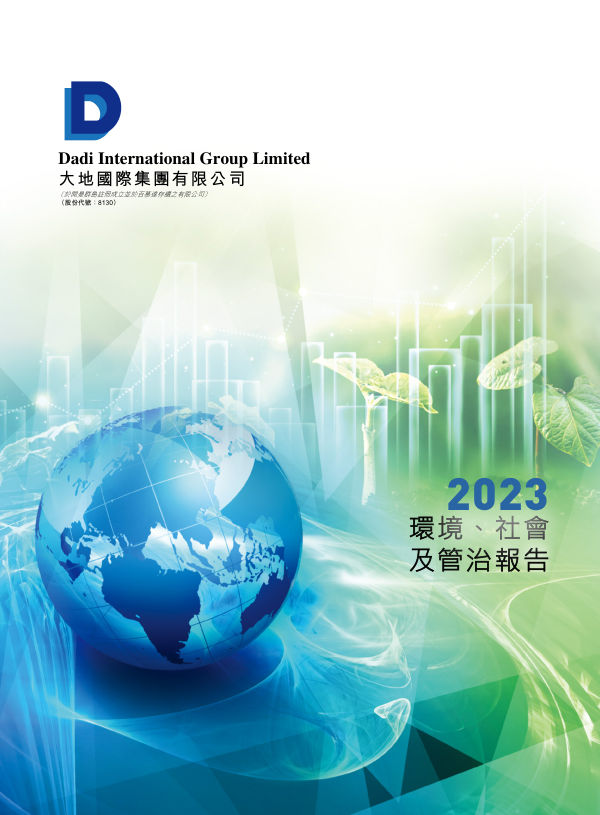 Dadi International Group Limited
大地國際集團有限公司
（於開曼群島註冊成立並於百慕達存續之有限公司）
（股份代號：8130）
2023
環境、社會
及管治報告